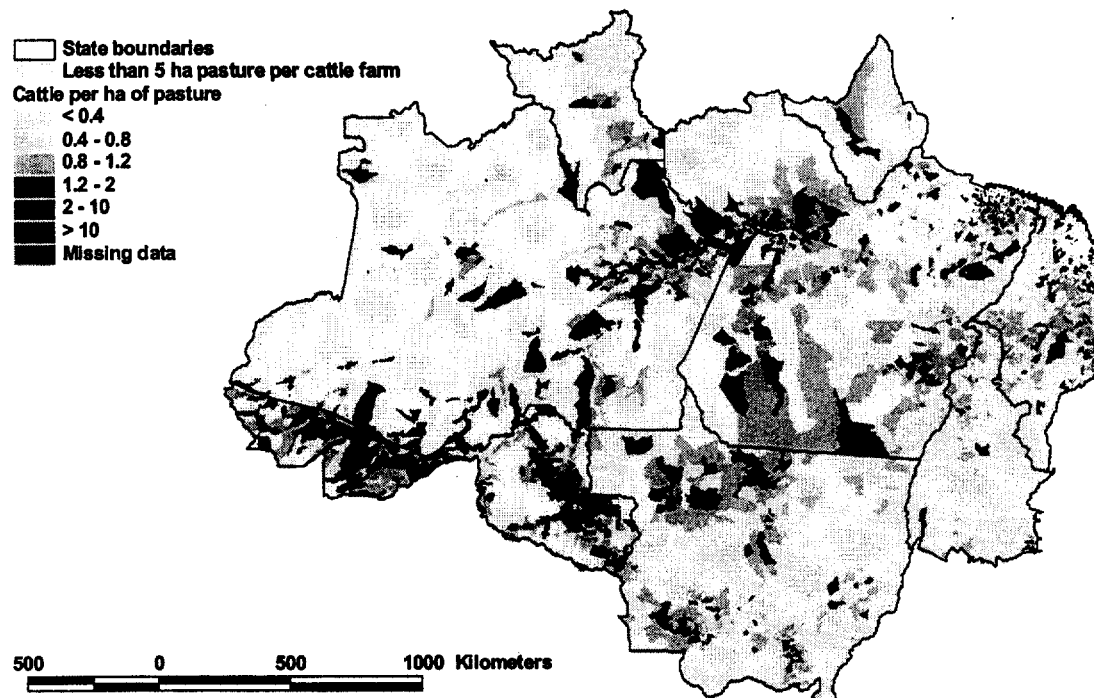 State boundaries
Less than 5 ha pasture per cattle farm
Cattle per ha of pasture
< 0.4
0.4 - 0.8
0.8 - 1.2
1.2 - 2
2 - 10
> 10
Missing data
500 0 500 1000 Kilometers